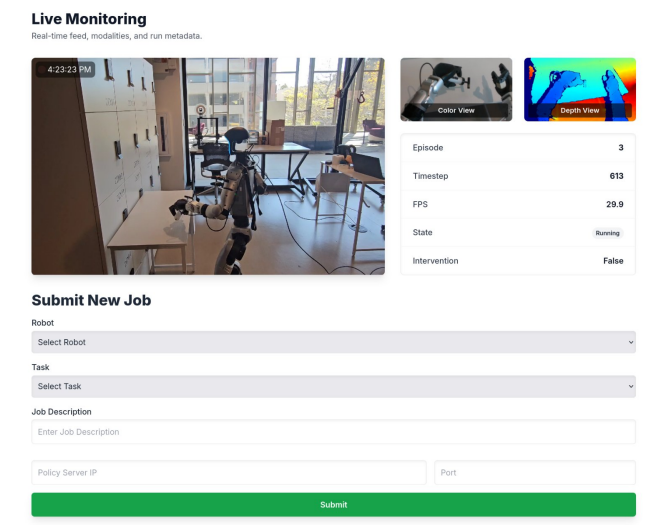 Live Monitoring
Real-time feed, modalities, and run metadata.
4:23:23 PM
Color View
Depth View
Episode 3
Timestep 613
FPS 29.9
State Running
Intervention False
Submit New Job
Robot
Select Robot
Task
Select Task
Job Description
Enter Job Description
Policy Server IP Port
Submit